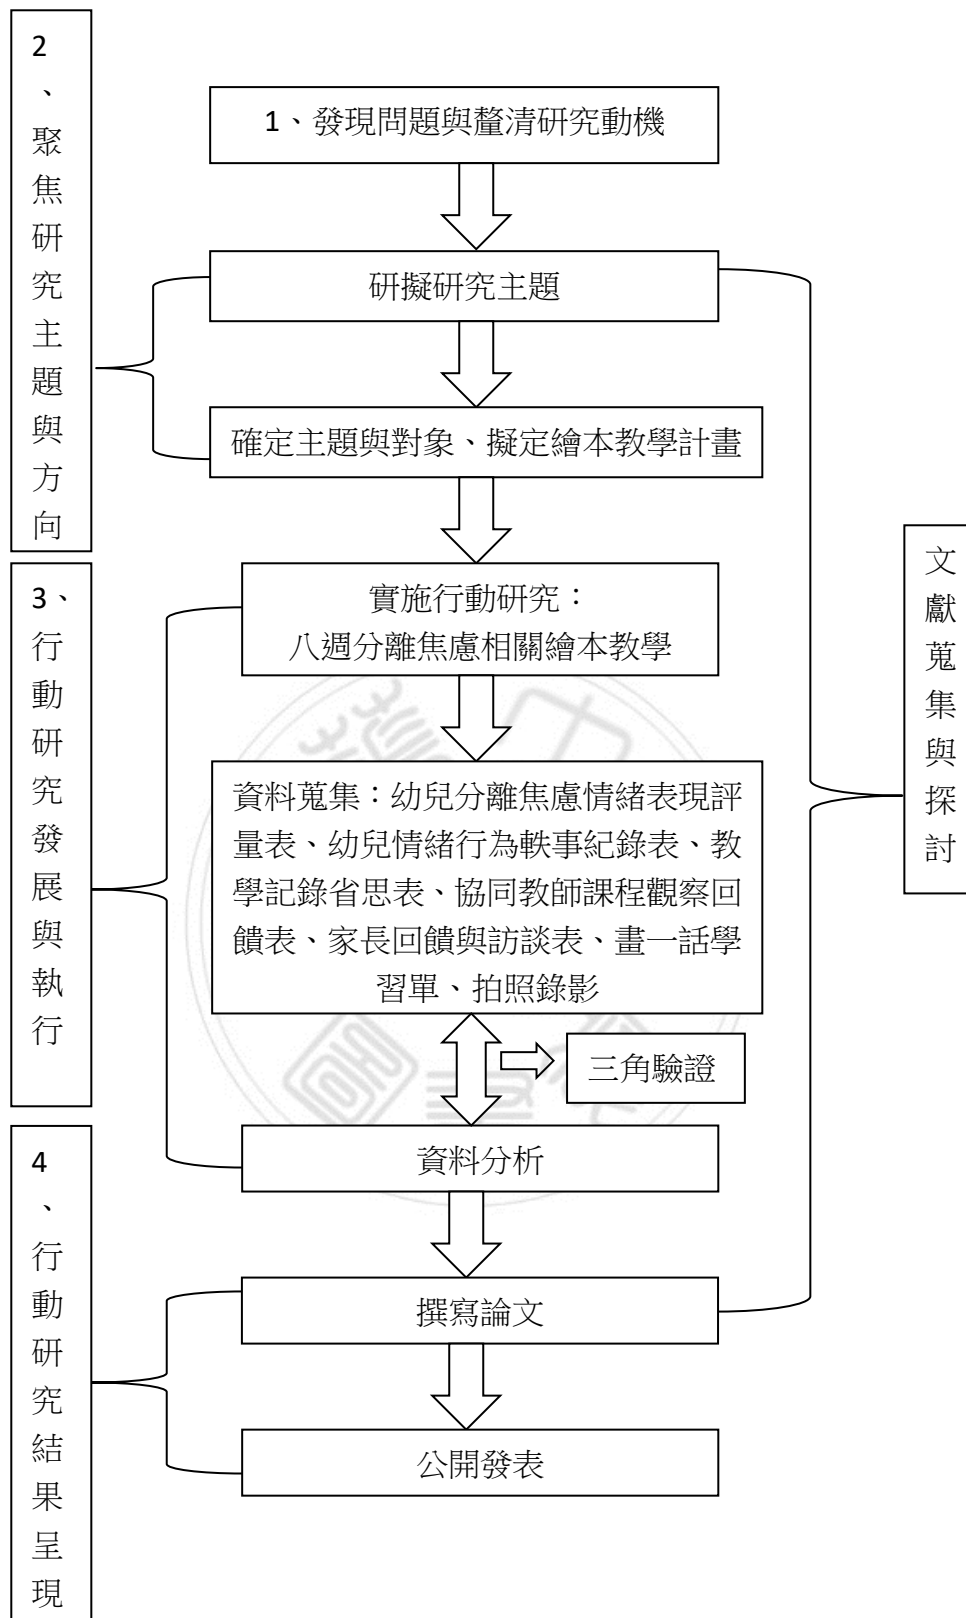 2、聚焦研究主題與方向
1、發現問題與釐清研究動機
研擬研究主題
確定主題與對象、擬定繪本教學計畫
3、行動研究發展與執行
實施行動研究：
八週分離焦慮相關繪本教學
資料蒐集：幼兒分離焦慮情緒表現評
量表、幼兒情緒行為軼事紀錄表、教
學記錄省思表、協同教師課程觀察回
饋表、家長回饋與訪談表、畫一話學
習單、拍照錄影
三角驗證
資料分析
4、行動研究結果呈現
撰寫論文
公開發表
文獻蒐集與探討